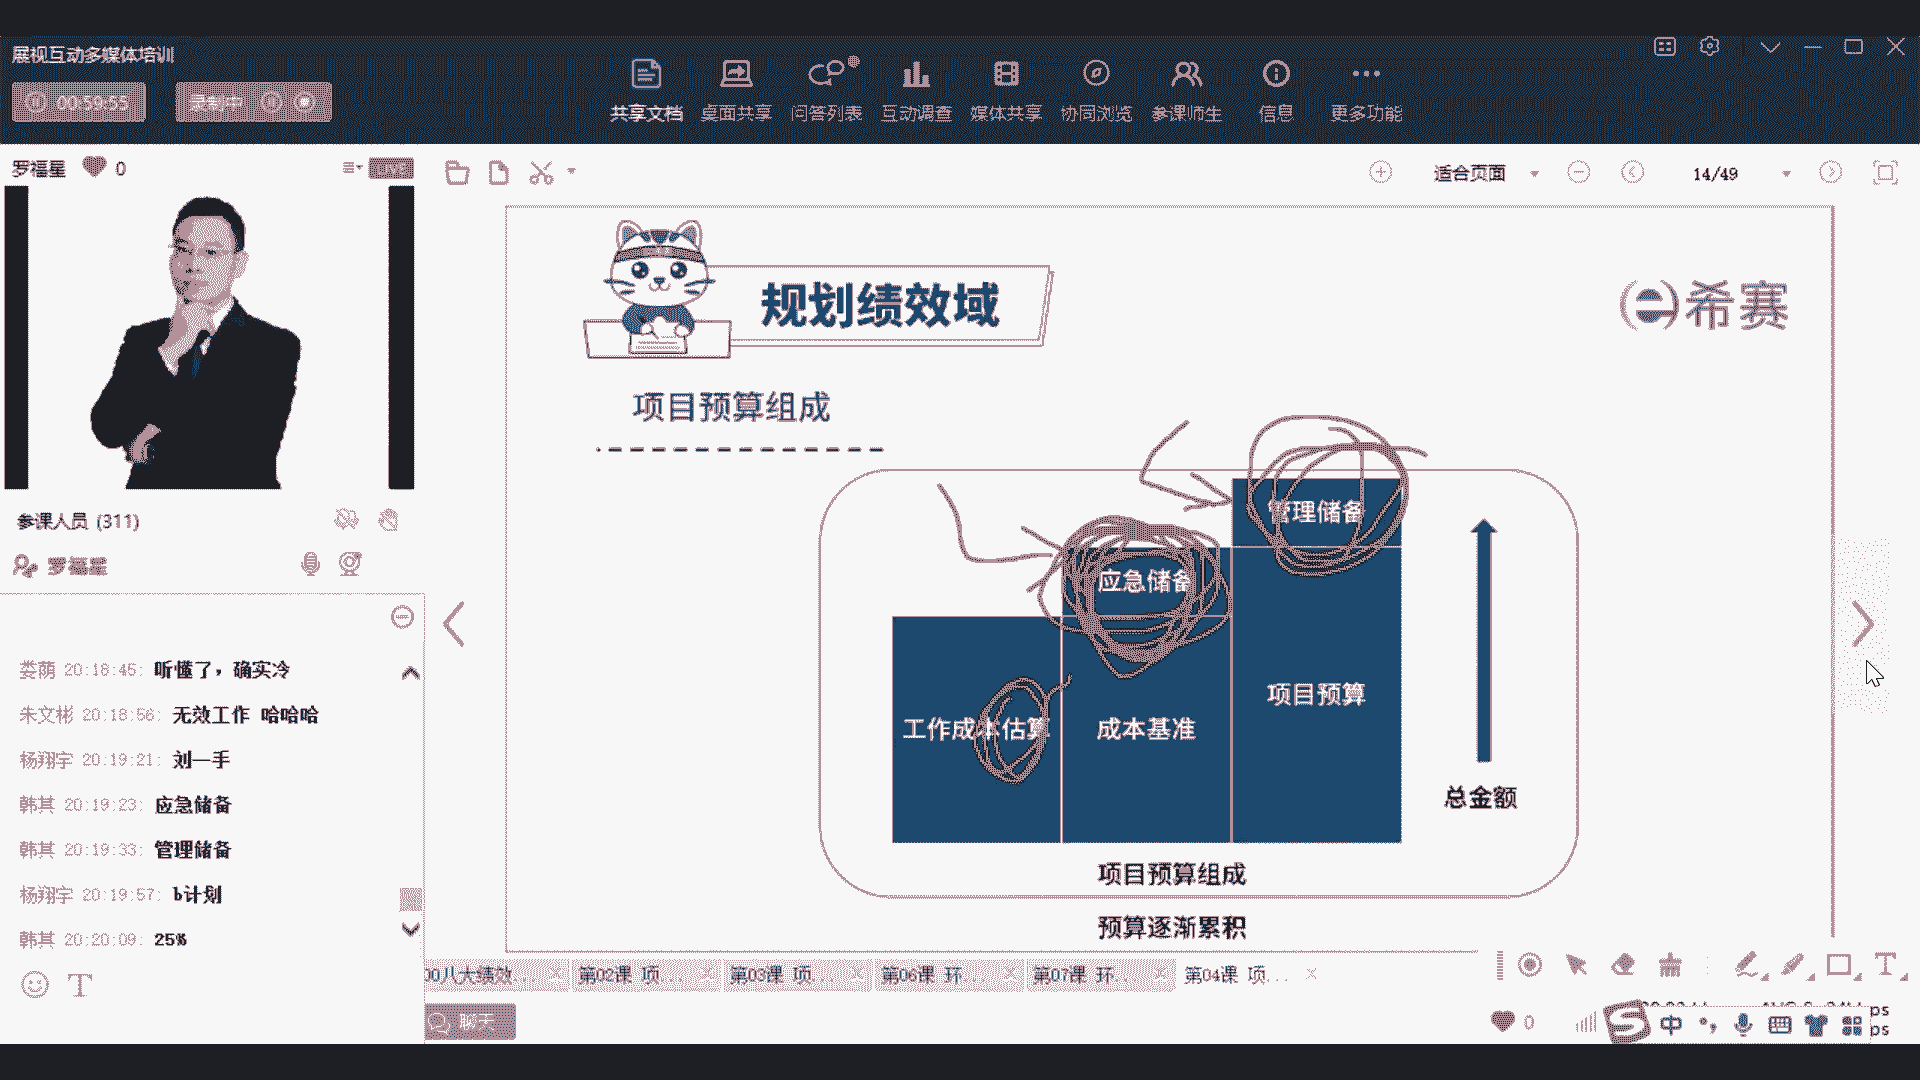 展视互动多媒体培训
00:59:55
录制中
共享文档
桌面共享
问答列表
互动调查
媒体共享
协同浏览
参课师生
信息
更多功能
罗福星 0
LIVE
适合页面
14/49
规划绩效域
希赛
项目预算组成
参课人员 (311)
罗福星
管理储备
应急储备
工作成本估算
成本基准
项目预算
总金额
项目预算组成
预算逐渐累积
娄荫 20:18:45: 听懂了，确实冷
朱文彬 20:18:56: 无效工作 哈哈哈
杨翔宇 20:19:21: 刘一手
韩其 20:19:23: 应急储备
韩其 20:19:33: 管理储备
杨翔宇 20:19:57: b计划
韩其 20:20:09: 25%
00八大绩效...
第02课 项...
第03课 项...
第06课 环...
第07课 环...
第04课 项...
聊天
0
中
ps
ps